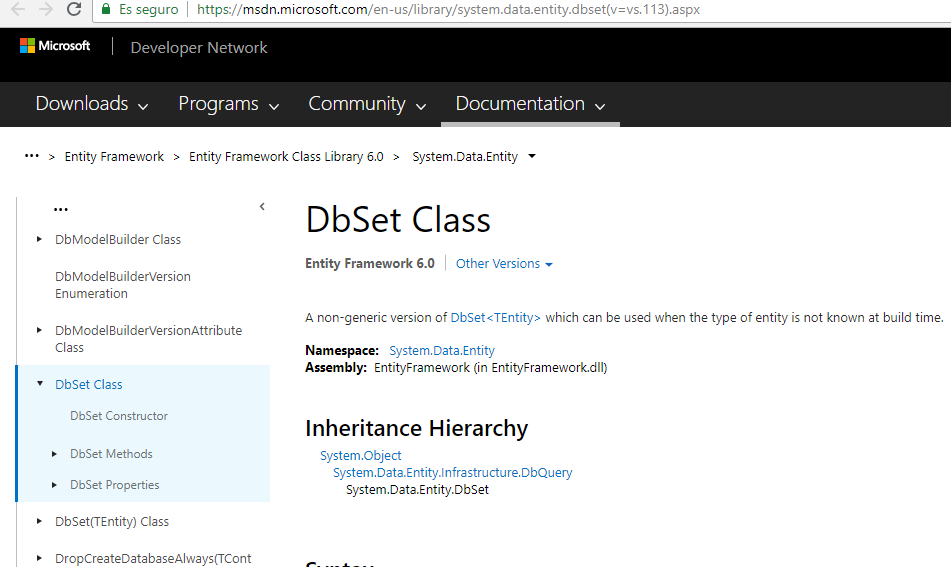 Es seguro https://msdn.microsoft.com/en-us/library/system.data.entity.dbset(v=vs.113).aspx
Microsoft Developer Network
Downloads Programs Community Documentation
••• > Entity Framework > Entity Framework Class Library 6.0 > System.Data.Entity
...
DbModelBuilder Class
DbModelBuilderVersion
Enumeration
DbModelBuilderVersionAttribute
Class
DbSet Class
DbSet Constructor
DbSet Methods
DbSet Properties
DbSet(TEntity) Class
DropCreateDatabaseAlways(TCont
DbSet Class
Entity Framework 6.0 Other Versions
A non-generic version of DbSet<TEntity> which can be used when the type of entity is not known at build time.
Namespace: System.Data.Entity
Assembly: EntityFramework (in EntityFramework.dll)
Inheritance Hierarchy
System.Object
System.Data.Entity.Infrastructure.DbQuery
System.Data.Entity.DbSet